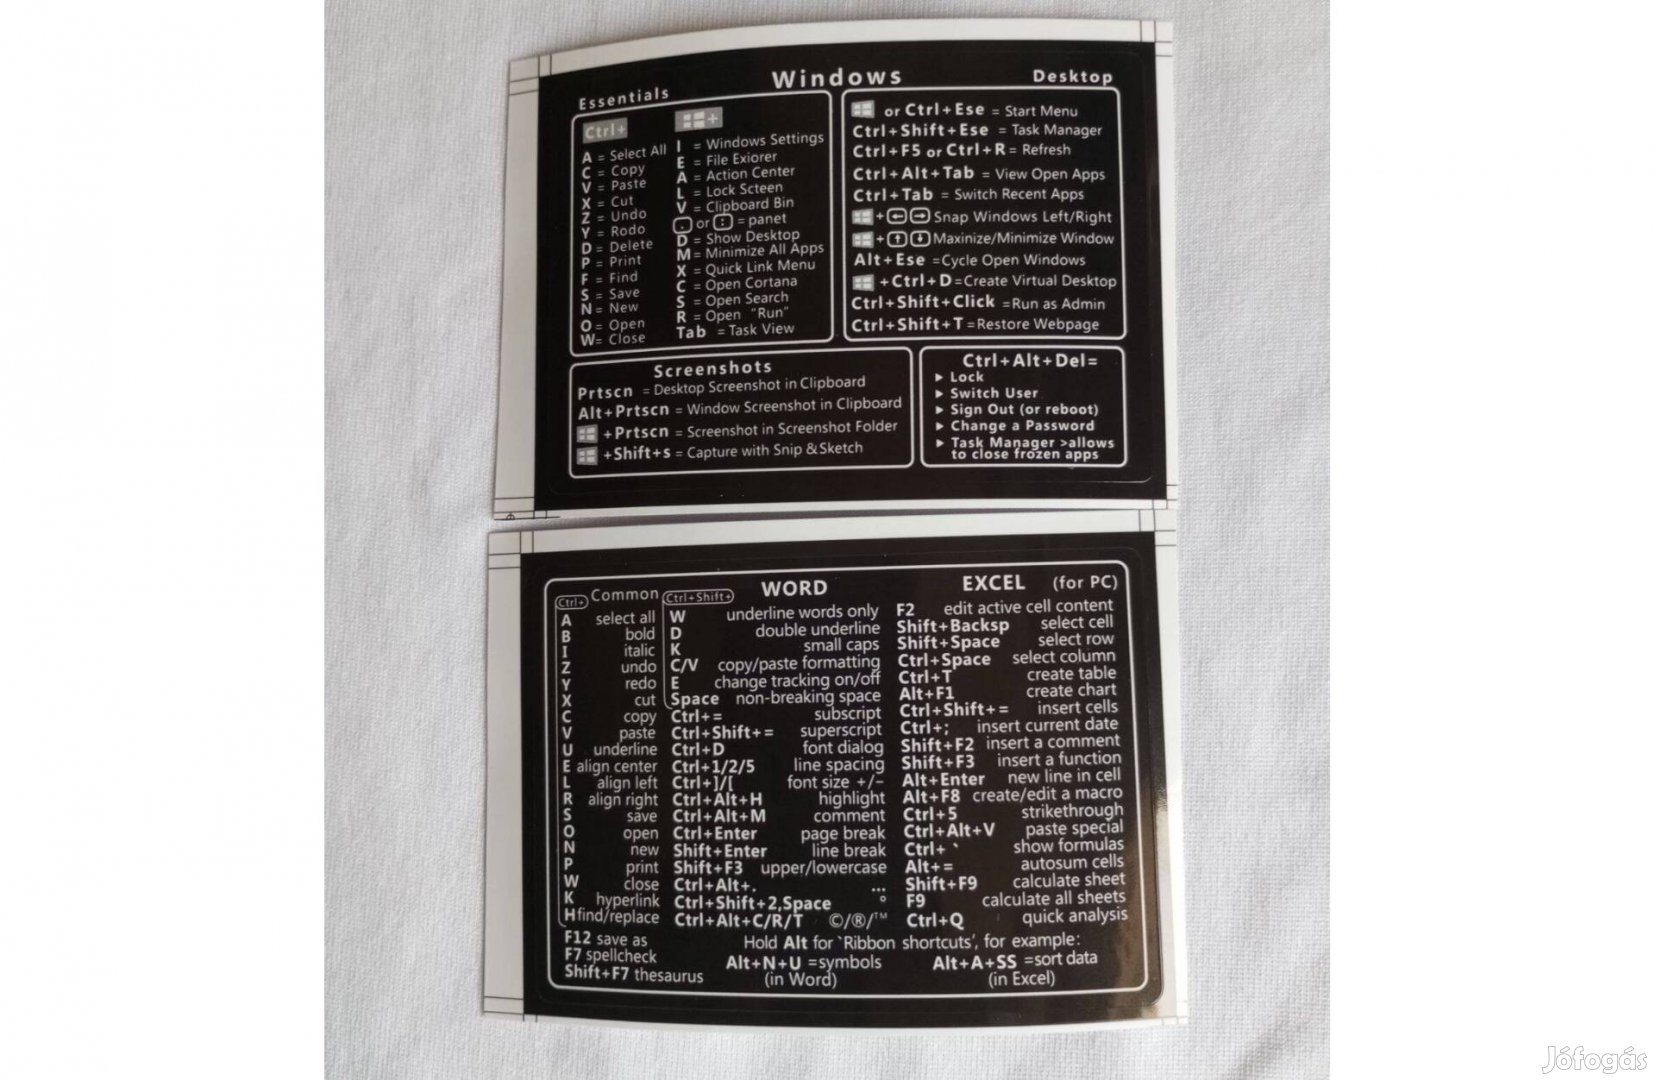 Windows
Essentials
Ctrl+
A = Select All
C = Copy
V = Paste
X = Cut
Z = Undo
Y = Rodo
D = Delete
P = Print
F = Find
S = Save
N = New
O = Open
W= Close
+
I = Windows Settings
E = File Exiorer
A = Action Center
L = Lock Scteen
V = Clipboard Bin
. or : = panet
D = Show Desktop
M = Minimize All Apps
X = Quick Link Menu
C = Open Cortana
S = Open Search
R = Open "Run"
Tab = Task View
Desktop
or Ctrl+Ese = Start Menu
Ctrl+Shift+Ese = Task Manager
Ctrl+F5 or Ctrl+R = Refresh
Ctrl+Alt+Tab = View Open Apps
Ctrl+Tab = Switch Recent Apps
+←→ Snap Windows Left/Right
+↑↓ Maxinize/Minimize Window
Alt+Ese =Cycle Open Windows
+Ctrl+D=Create Virtual Desktop
Ctrl+Shift+Click =Run as Admin
Ctrl+Shift+T =Restore Webpage
Screenshots
Prtscn = Desktop Screenshot in Clipboard
Alt+Prtscn = Window Screenshot in Clipboard
+Prtscn = Screenshot in Screenshot Folder
+Shift+s = Capture with Snip & Sketch
Ctrl+Alt+Del=
▶ Lock
▶ Switch User
▶ Sign Out (or reboot)
▶ Change a Password
▶ Task Manager >allows
to close frozen apps
Ctrl+ Common
A select all
B bold
I italic
Z undo
Y redo
X cut
C copy
V paste
U underline
E align center
L align left
R align right
S save
O open
N new
P print
W close
K hyperlink
H find/replace
F12 save as
F7 spellcheck
Shift+F7 thesaurus
Ctrl+Shift+ WORD
W underline words only
D double underline
K small caps
C/V copy/paste formatting
E change tracking on/off
Space non-breaking space
Ctrl+= subscript
Ctrl+Shift+= superscript
Ctrl+D font dialog
Ctrl+1/2/5 line spacing
Ctrl+]/[ font size +/-
Ctrl+Alt+H highlight
Ctrl+Alt+M comment
Ctrl+Enter page break
Shift+Enter line break
Shift+F3 upper/lowercase
Ctrl+Alt+. ...
Ctrl+Shift+2,Space °
Ctrl+Alt+C/R/T ©/®/™
EXCEL (for PC)
F2 edit active cell content
Shift+Backsp select cell
Shift+Space select row
Ctrl+Space select column
Ctrl+T create table
Alt+F1 create chart
Ctrl+Shift+= insert cells
Ctrl+; insert current date
Shift+F2 insert a comment
Shift+F3 insert a function
Alt+Enter new line in cell
Alt+F8 create/edit a macro
Ctrl+5 strikethrough
Ctrl+Alt+V paste special
Ctrl+` show formulas
Alt+= autosum cells
Shift+F9 calculate sheet
F9 calculate all sheets
Ctrl+Q quick analysis
Hold Alt for `Ribbon shortcuts', for example:
Alt+N+U =symbols
(in Word)
Alt+A+SS =sort data
(in Excel)
Jófogás